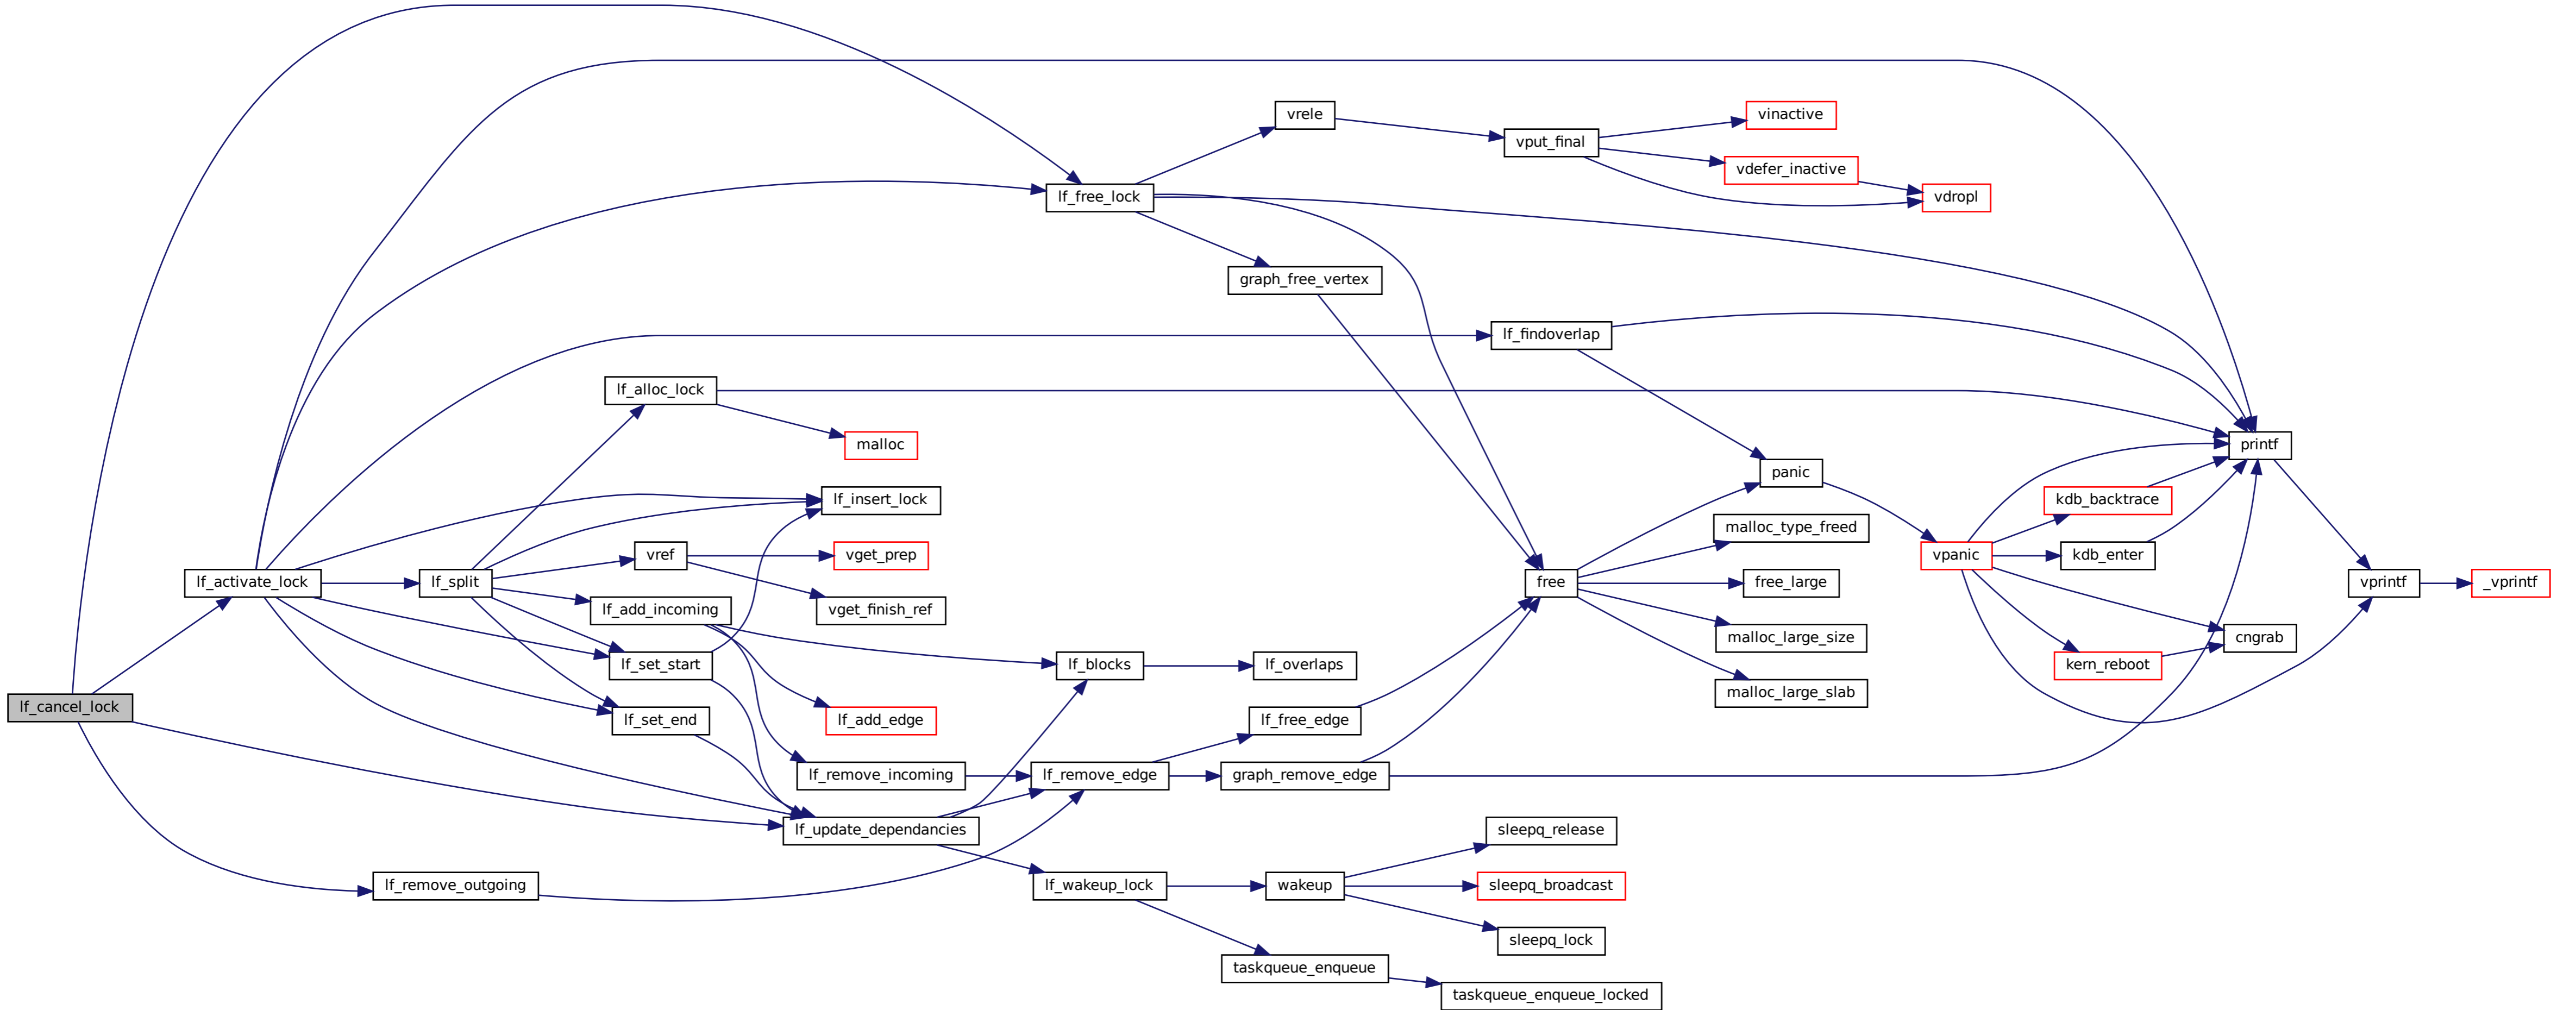 lf_cancel_lock
lf_activate_lock
lf_remove_outgoing
lf_split
lf_alloc_lock
vref
lf_add_incoming
lf_set_start
lf_set_end
malloc
lf_insert_lock
vget_prep
vget_finish_ref
lf_add_edge
lf_remove_incoming
lf_update_dependancies
lf_free_lock
lf_blocks
lf_remove_edge
lf_wakeup_lock
vrele
graph_free_vertex
lf_overlaps
lf_free_edge
graph_remove_edge
wakeup
taskqueue_enqueue
vput_final
lf_findoverlap
free
sleepq_release
sleepq_broadcast
sleepq_lock
taskqueue_enqueue_locked
vinactive
vdefer_inactive
panic
malloc_type_freed
free_large
malloc_large_size
malloc_large_slab
vdropl
vpanic
kdb_backtrace
kdb_enter
kern_reboot
printf
cngrab
vprintf
_vprintf